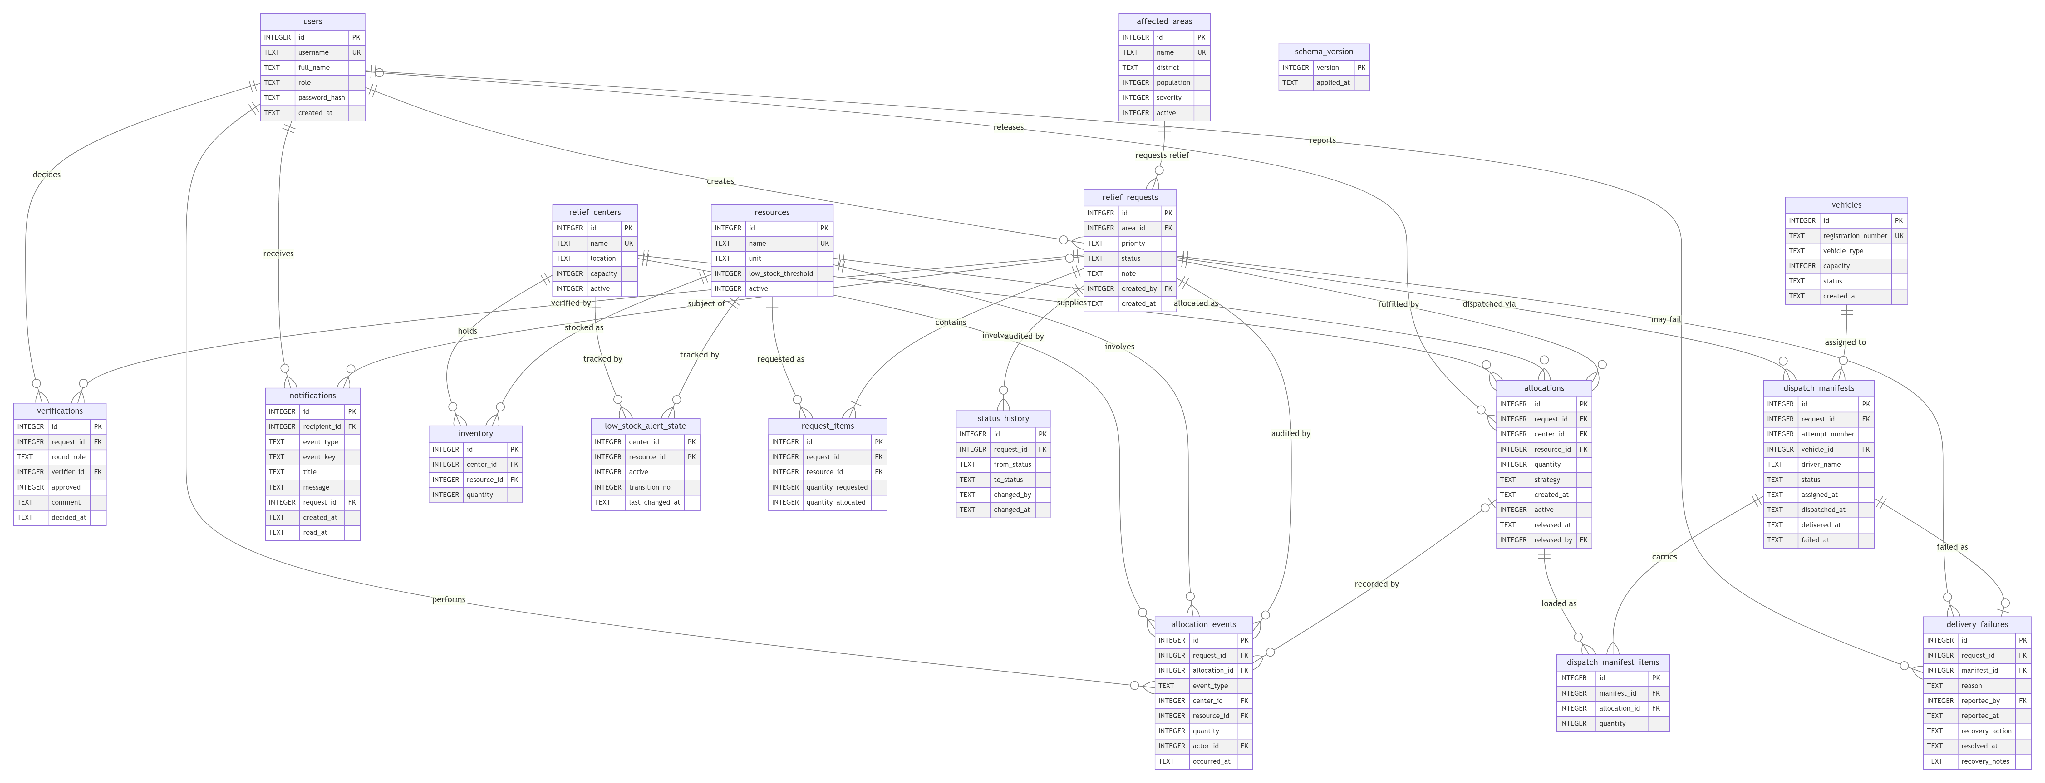 users
INTEGER id PK
TEXT username UK
TEXT full_name
TEXT role
TEXT password_hash
TEXT created_at
affected_areas
INTEGER id PK
TEXT name UK
TEXT district
INTEGER population
INTEGER severity
INTEGER active
schema_version
INTEGER version PK
TEXT applied_at
releases
reports
requests relief
decides
creates
receives
relief_centers
INTEGER id PK
TEXT name UK
TEXT location
INTEGER capacity
INTEGER active
resources
INTEGER id PK
TEXT name UK
TEXT unit
INTEGER low_stock_threshold
INTEGER active
relief_requests
INTEGER id PK
INTEGER area_id FK
TEXT priority
TEXT status
TEXT note
INTEGER created_by FK
TEXT created_at
vehicles
INTEGER id PK
TEXT registration_number UK
TEXT vehicle_type
INTEGER capacity
TEXT status
TEXT created_at
verified by
subject of
supplies
allocated as
fulfilled by
dispatched via
may fail
holds
stocked as
contains
involves
audited by
involves
assigned to
tracked by
tracked by
requested as
audited by
verifications
INTEGER id PK
INTEGER request_id FK
TEXT round_role
INTEGER verifier_id FK
INTEGER approved
TEXT comment
TEXT decided_at
notifications
INTEGER id PK
INTEGER recipient_id FK
TEXT event_type
TEXT event_key
TEXT title
TEXT message
INTEGER request_id FK
TEXT created_at
TEXT read_at
inventory
INTEGER id PK
INTEGER center_id FK
INTEGER resource_id FK
INTEGER quantity
low_stock_alert_state
INTEGER center_id PK
INTEGER resource_id PK
INTEGER active
INTEGER transition_no
TEXT last_changed_at
request_items
INTEGER id PK
INTEGER request_id FK
INTEGER resource_id FK
INTEGER quantity_requested
INTEGER quantity_allocated
status_history
INTEGER id PK
INTEGER request_id FK
TEXT from_status
TEXT to_status
TEXT changed_by
TEXT changed_at
allocations
INTEGER id PK
INTEGER request_id FK
INTEGER center_id FK
INTEGER resource_id FK
INTEGER quantity
TEXT strategy
TEXT created_at
INTEGER active
TEXT released_at
INTEGER released_by FK
dispatch_manifests
INTEGER id PK
INTEGER request_id FK
INTEGER attempt_number
INTEGER vehicle_id FK
TEXT driver_name
TEXT status
TEXT assigned_at
TEXT dispatched_at
TEXT delivered_at
TEXT failed_at
carries
failed as
recorded by
loaded as
performs
allocation_events
INTEGER id PK
INTEGER request_id FK
INTEGER allocation_id FK
TEXT event_type
INTEGER center_id FK
INTEGER resource_id FK
INTEGER quantity
INTEGER actor_id FK
TEXT occurred_at
dispatch_manifest_items
INTEGER id PK
INTEGER manifest_id FK
INTEGER allocation_id FK
INTEGER quantity
delivery_failures
INTEGER id PK
INTEGER request_id FK
INTEGER manifest_id FK
TEXT reason
INTEGER reported_by FK
TEXT reported_at
TEXT recovery_action
TEXT resolved_at
TEXT recovery_notes